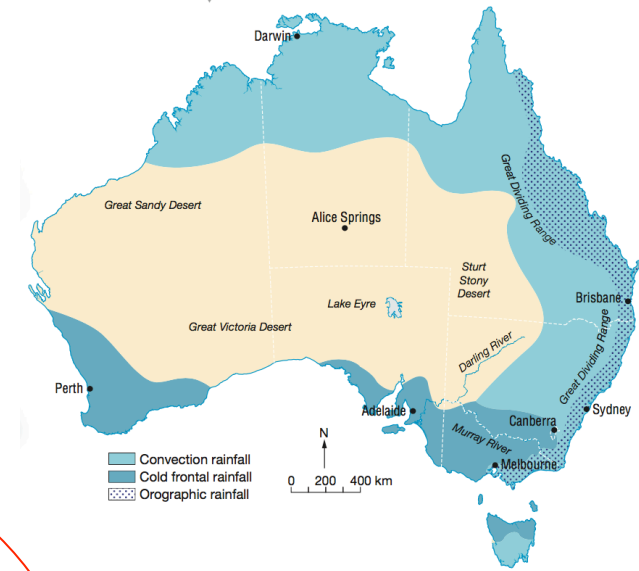 Darwin
Great Sandy Desert
Great Dividing Range
Alice Springs
Sturt
Stony
Desert
Lake Eyre
Brisbane
Great Victoria Desert
Darling River
Great Dividing Range
Perth
Adelaide
Sydney
Canberra
Murray River
Melbourne
N
0 200 400 km
Convection rainfall
Cold frontal rainfall
Orographic rainfall